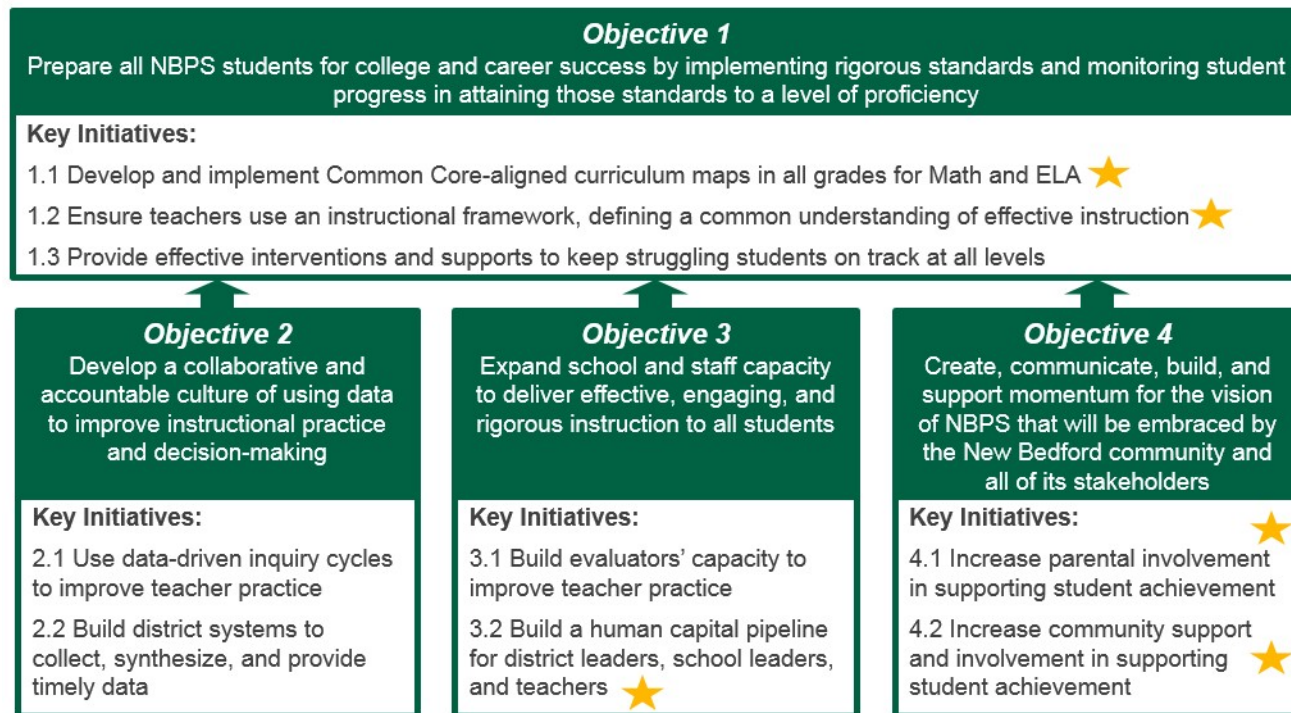 Objective 1
Prepare all NBPS students for college and career success by implementing rigorous standards and monitoring student
progress in attaining those standards to a level of proficiency
Key Initiatives:
1.1 Develop and implement Common Core-aligned curriculum maps in all grades for Math and ELA
1.2 Ensure teachers use an instructional framework, defining a common understanding of effective instruction
1.3 Provide effective interventions and supports to keep struggling students on track at all levels
Objective 2
Develop a collaborative and
accountable culture of using data
to improve instructional practice
and decision-making
Key Initiatives:
2.1 Use data-driven inquiry cycles
to improve teacher practice
2.2 Build district systems to
collect, synthesize, and provide
timely data
Objective 3
Expand school and staff capacity
to deliver effective, engaging, and
rigorous instruction to all students
Key Initiatives:
3.1 Build evaluators' capacity to
improve teacher practice
3.2 Build a human capital pipeline
for district leaders, school leaders,
and teachers
Objective 4
Create, communicate, build, and
support momentum for the vision
of NBPS that will be embraced by
the New Bedford community and
all of its stakeholders
Key Initiatives:
4.1 Increase parental involvement
in supporting student achievement
4.2 Increase community support
and involvement in supporting
student achievement